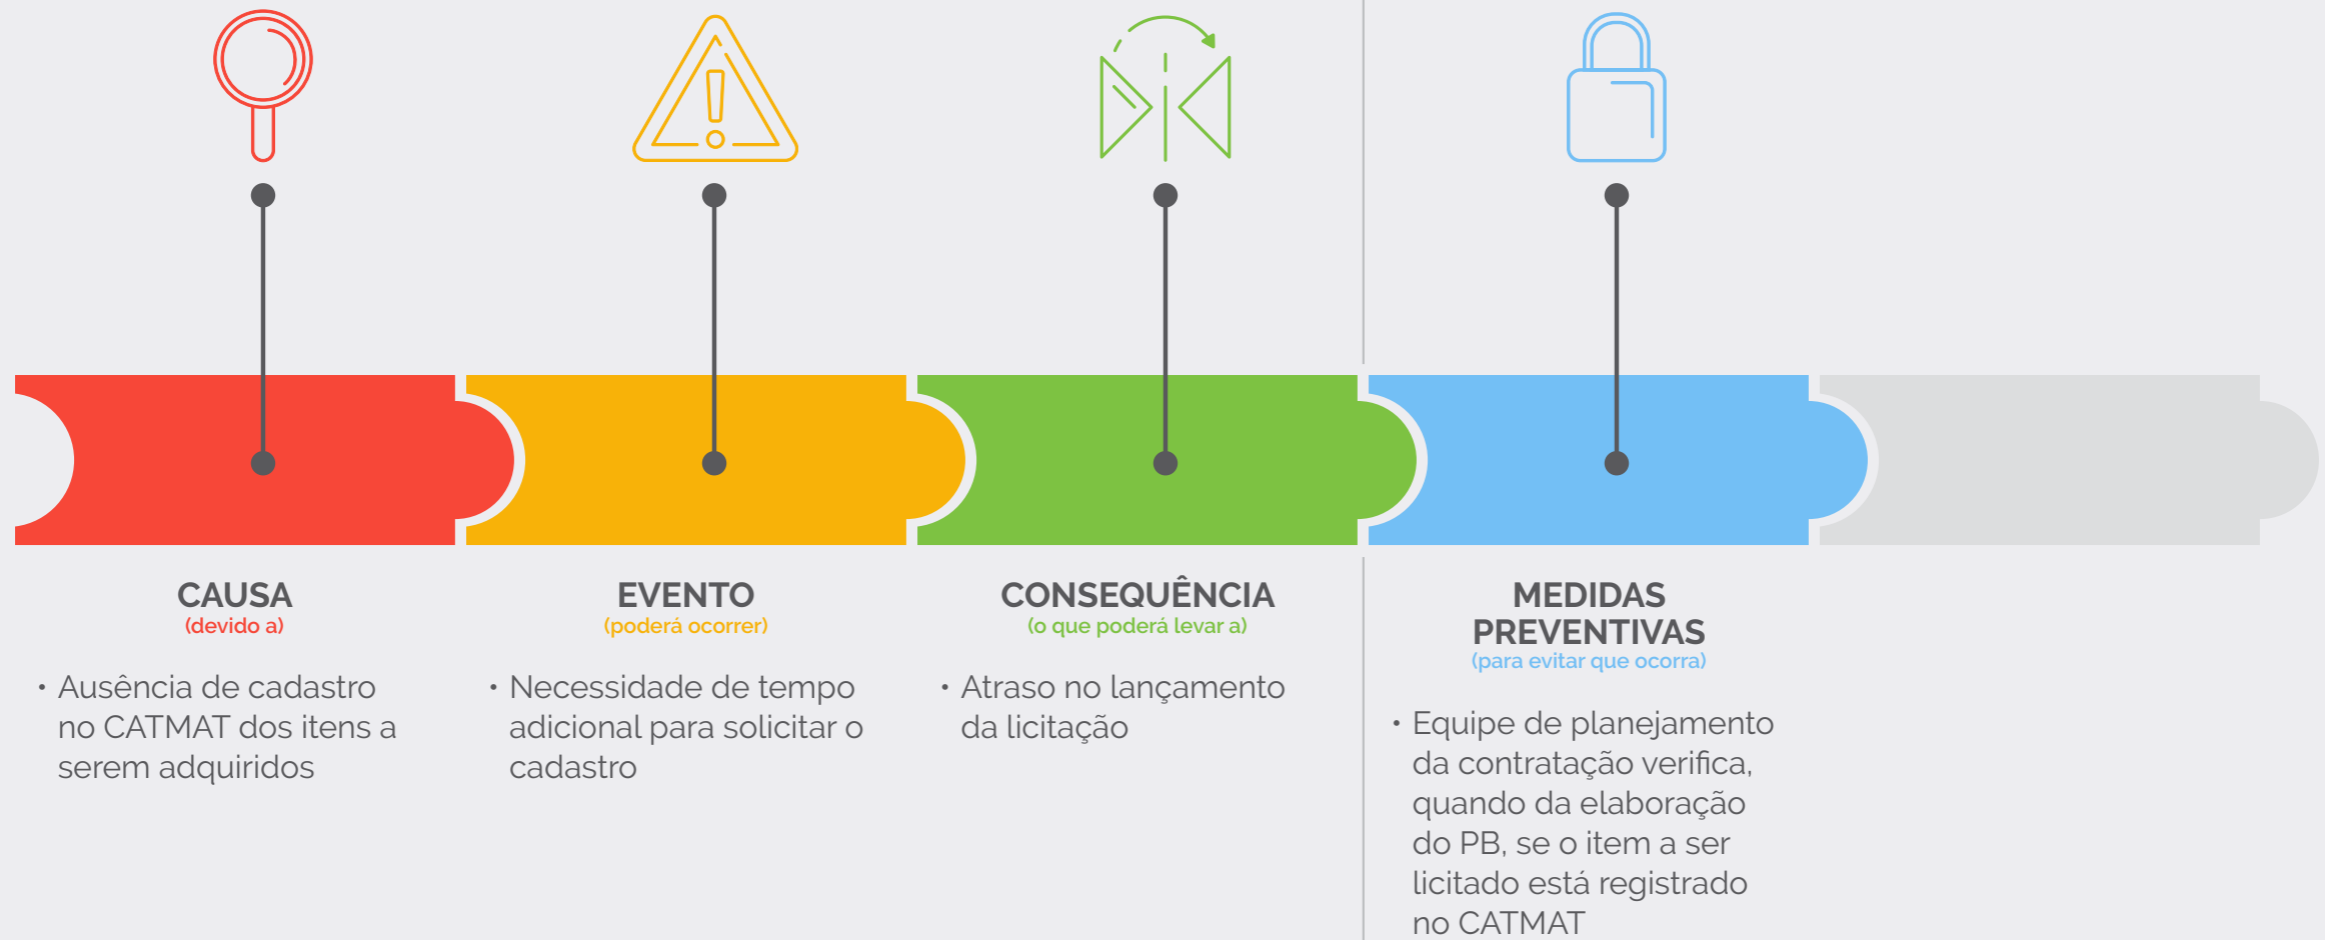 CAUSA
(devido a)
• Ausência de cadastro
no CATMAT dos itens a
serem adquiridos
EVENTO
(poderá ocorrer)
• Necessidade de tempo
adicional para solicitar o
cadastro
CONSEQUÊNCIA
(o que poderá levar a)
• Atraso no lançamento
da licitação
MEDIDAS
PREVENTIVAS
(para evitar que ocorra)
• Equipe de planejamento
da contratação verifica,
quando da elaboração
do PB, se o item a ser
licitado está registrado
no CATMAT